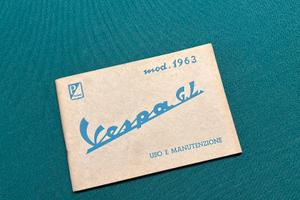 mod. 1963
Vespa G.L.
USO E MANUTENZIONE